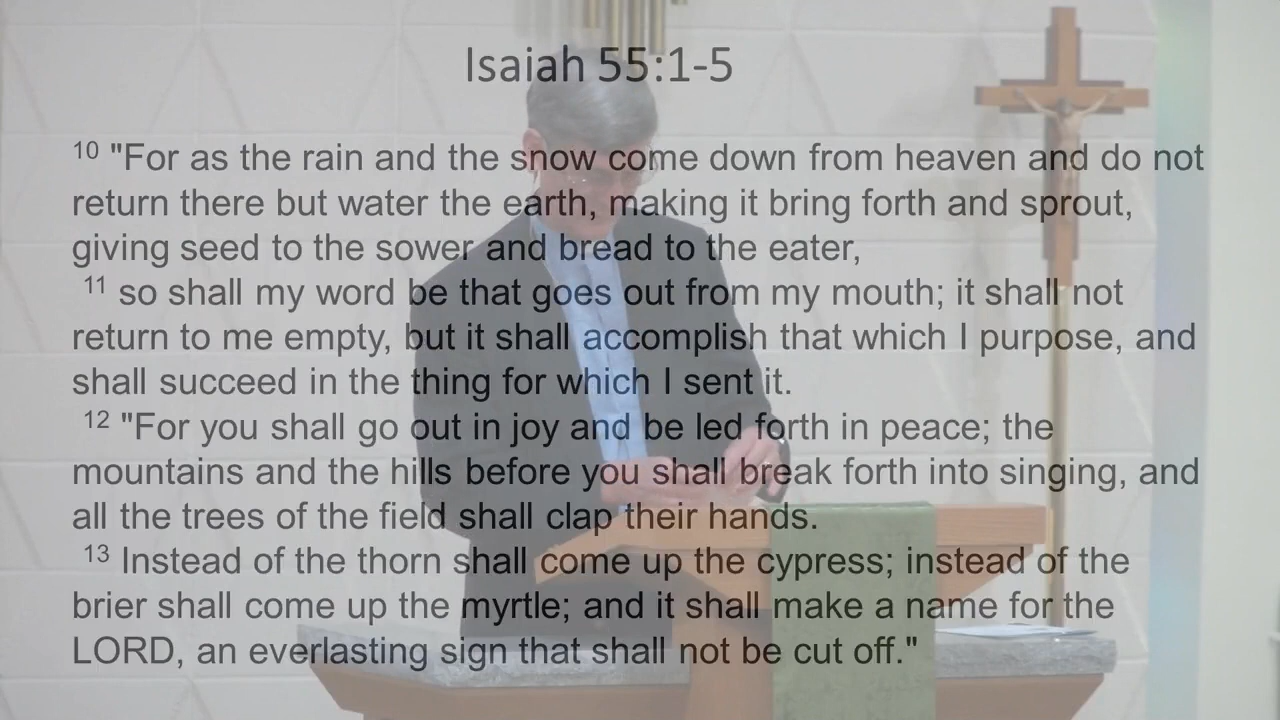 Isaiah 55:1-5
10 "For as the rain and the snow come down from heaven and do not
return there but water the earth, making it bring forth and sprout,
giving seed to the sower and bread to the eater,
11 so shall my word be that goes out from my mouth; it shall not
return to me empty, but it shall accomplish that which I purpose, and
shall succeed in the thing for which I sent it.
12 "For you shall go out in joy and be led forth in peace; the
mountains and the hills before you shall break forth into singing, and
all the trees of the field shall clap their hands.
13 Instead of the thorn shall come up the cypress; instead of the
brier shall come up the myrtle; and it shall make a name for the
LORD, an everlasting sign that shall not be cut off."